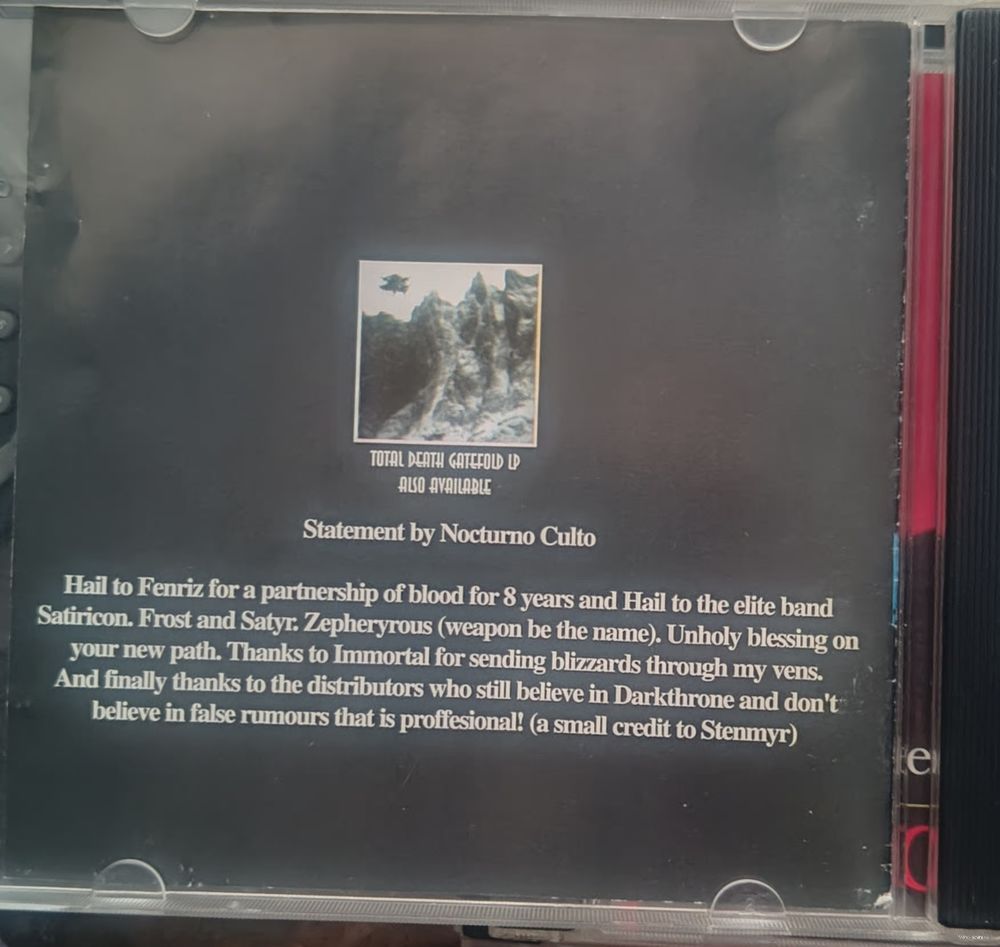 TOTAL DEATH GATEFOLD LP
ALSO AVAILABLE
Statement by Nocturno Culto
Hail to Fenriz for a partnership of blood for 8 years and Hail to the elite band
Satiricon. Frost and Satyr. Zepheryrous (weapon be the name). Unholy blessing on
your new path. Thanks to Immortal for sending blizzards through my vens.
And finally thanks to the distributors who still believe in Darkthrone and don't
believe in false rumours that is proffesional! (a small credit to Stenmyr)
e